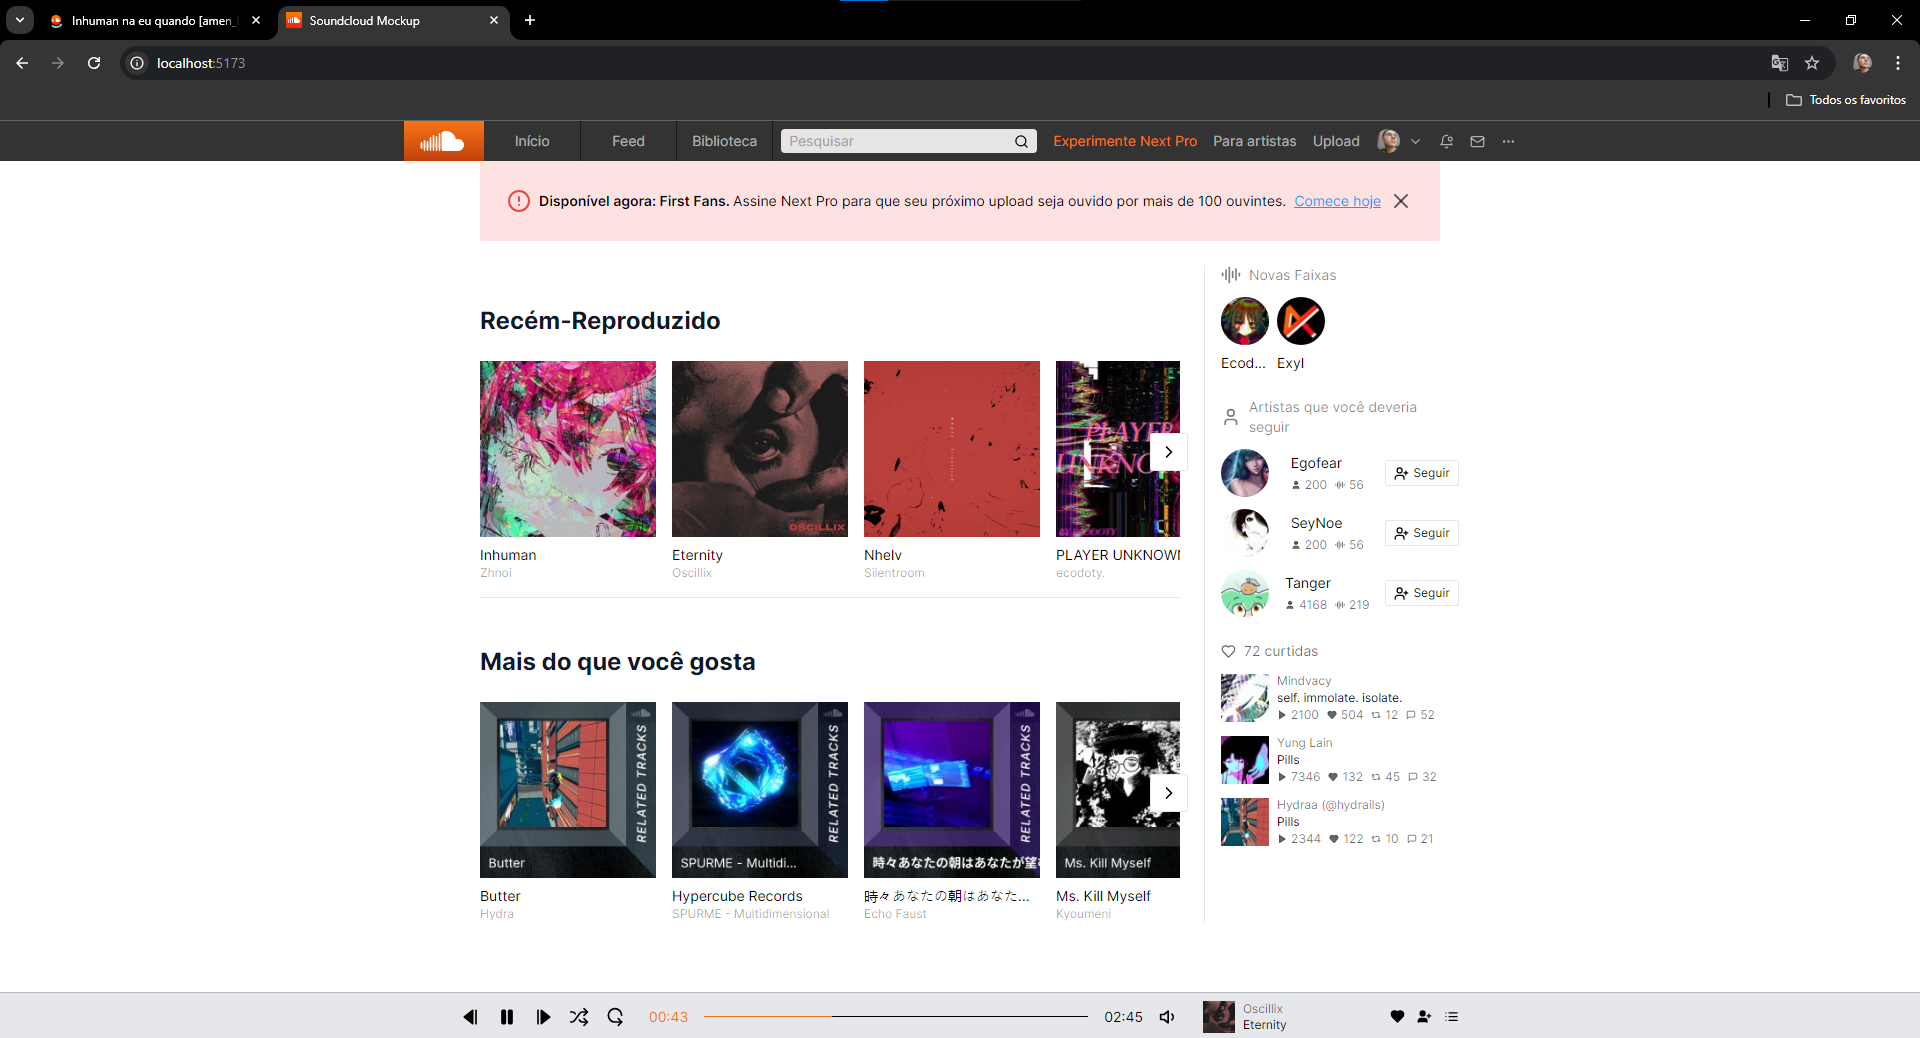 Inhuman na eu quando [amen_
Soundcloud Mockup
localhost:5173
Todos os favoritos
Início
Feed
Biblioteca
Pesquisar
Experimente Next Pro
Para artistas
Upload
Disponível agora: First Fans. Assine Next Pro para que seu próximo upload seja ouvido por mais de 100 ouvintes. Comece hoje
Recém-Reproduzido
OSCILLIX
PLAYER
UNKNO
Inhuman
Zhnoi
Eternity
Oscillix
Nhelv
Silentroom
PLAYER UNKNOWN
ecodoty.
Mais do que você gosta
RELATED TRACKS
Butter
RELATED TRACKS
SPURME - Multidi...
RELATED TRACKS
時々あなたの朝はあなたが望む
Ms. Kill Myself
Butter
Hydra
Hypercube Records
SPURME - Multidimensional
時々あなたの朝はあなた...
Echo Faust
Ms. Kill Myself
Kyoumeni
Novas Faixas
Ecod...
Exyl
Artistas que você deveria
seguir
Egofear
200 56
Seguir
SeyNoe
200 56
Seguir
Tanger
4168 219
Seguir
72 curtidas
Mindvacy
self. immolate. isolate.
2100 504 12 52
Yung Lain
Pills
7346 132 45 32
Hydraa (@hydrails)
Pills
2344 122 10 21
00:43
02:45
Oscillix
Eternity